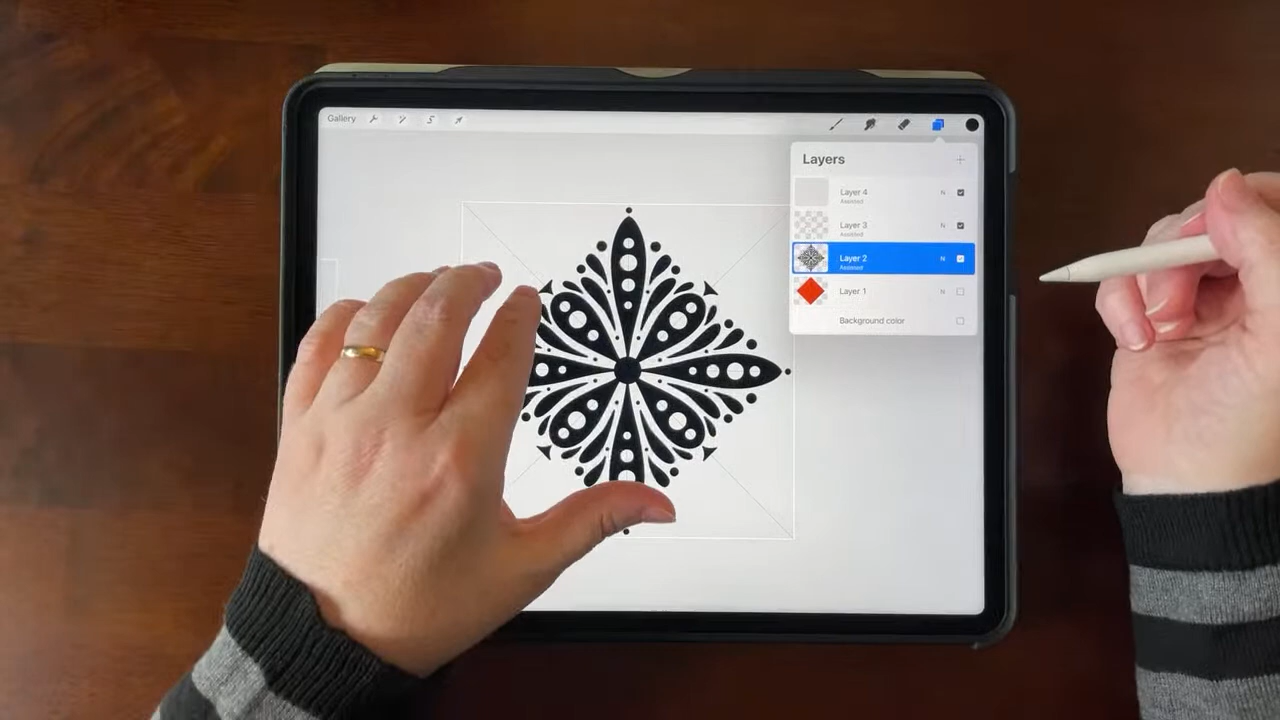 Gallery
Layers
Layer 4
N
Assisted
Layer 3
N
Assisted
Layer 2
N
Assisted
Layer 1
N
Background color